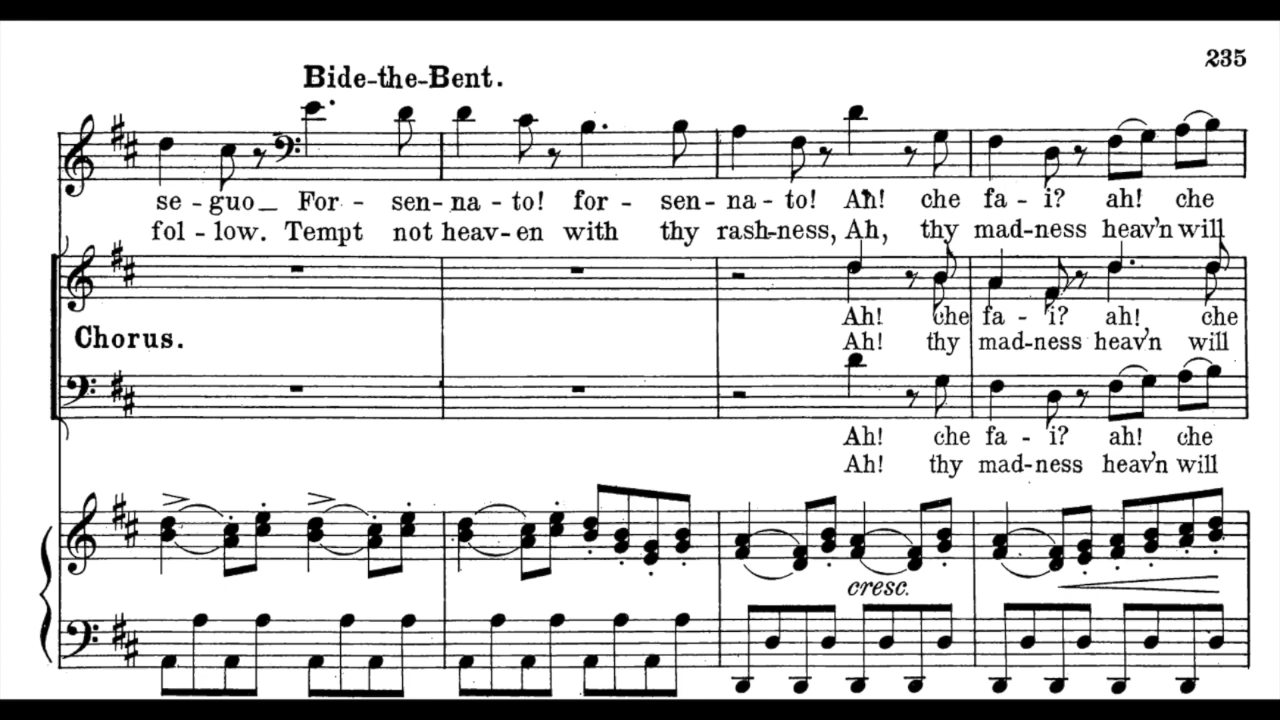 235
Bide-the-Bent.
se-guo_ For-sen-na-to! for-sen-na-to! Ah! che fa-i? ah! che
fol-low. Tempt not heav-en with thy rash-ness, Ah, thy mad-ness heav'n will
Ah! che fa-i? ah! che
Chorus.
Ah! thy mad-ness heav'n will
Ah! che fa-i? ah! che
Ah! thy mad-ness heav'n will
cresc.